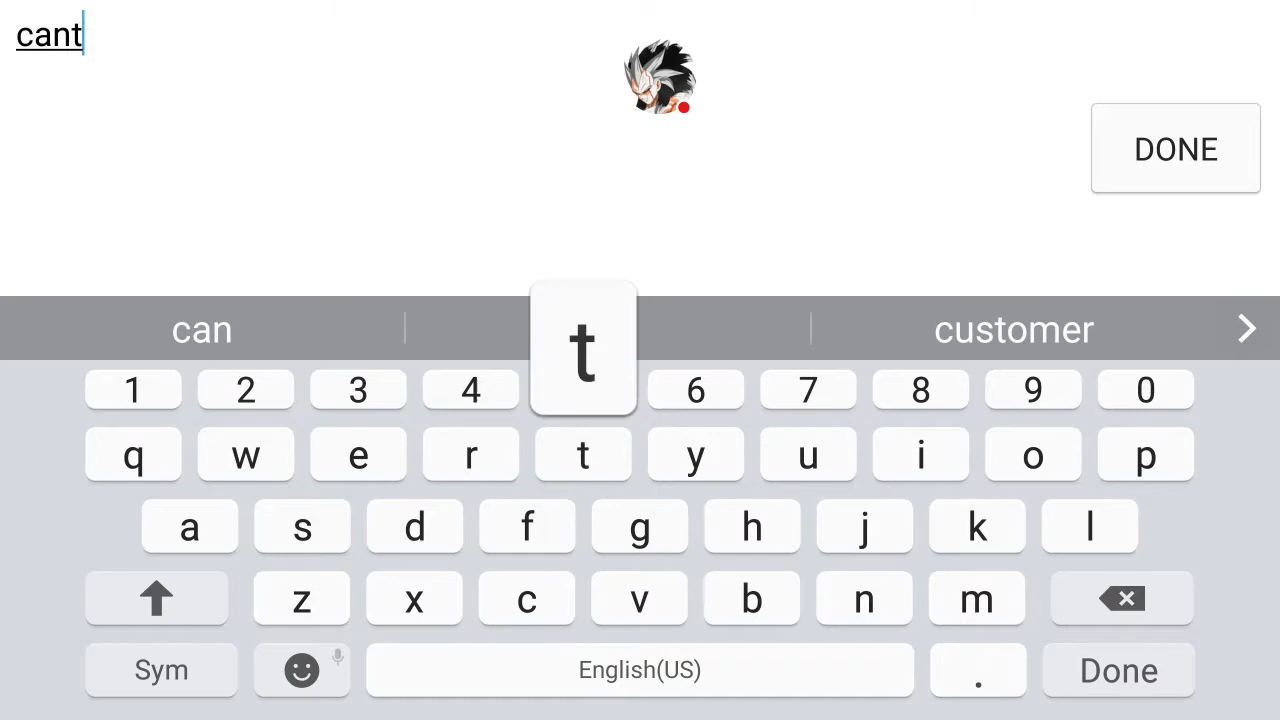 cant
DONE
can customer
t
1 2 3 4 6 7 8 9 0
q w e r t y u i o p
a s d f g h j k l
z x c v b n m
Sym English(US) . Done